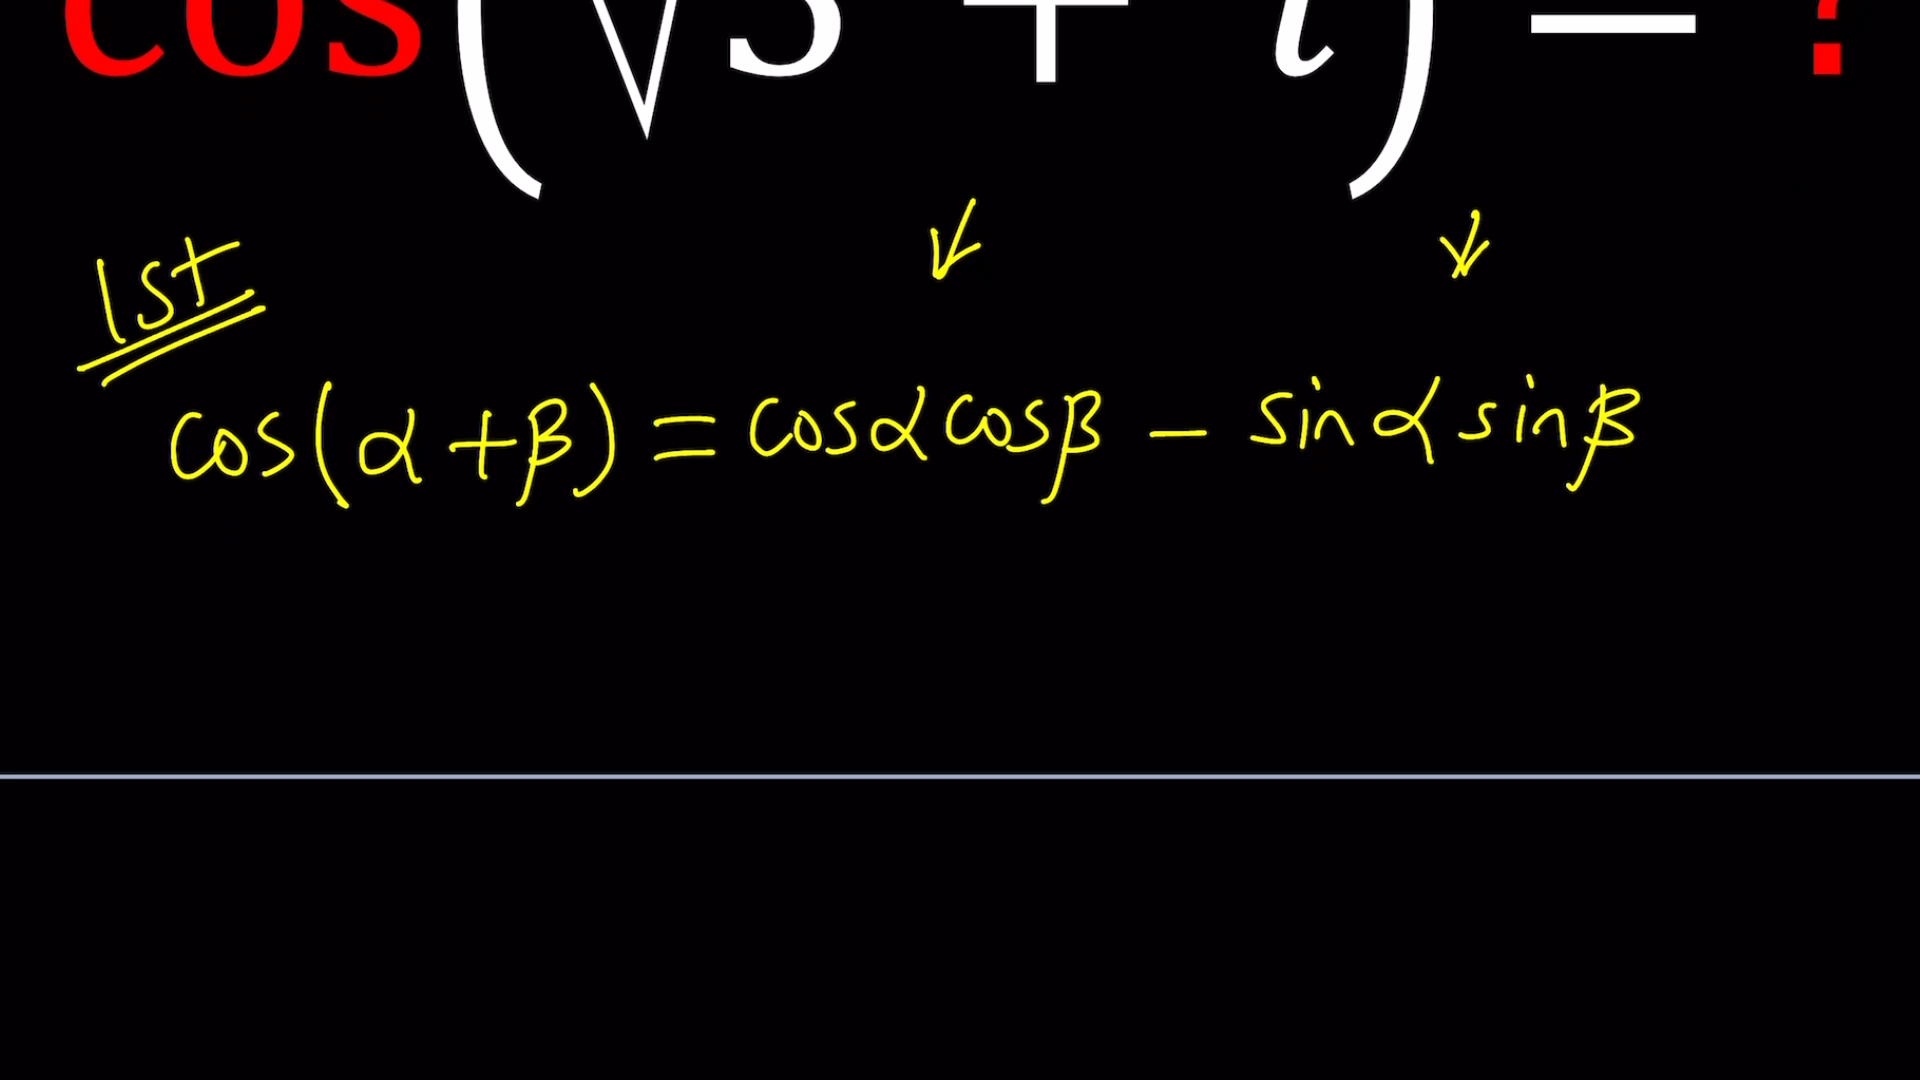 cos(√3 + i) = ?
1st
cos(α+β) = cosα cosβ − sinα sinβ